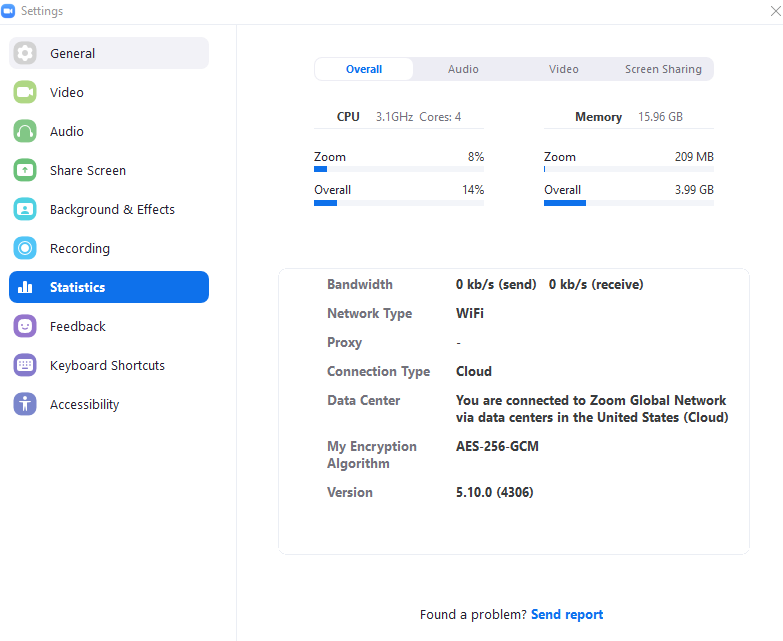 Settings
General
Video
Audio
Share Screen
Background & Effects
Recording
Statistics
Feedback
Keyboard Shortcuts
Accessibility
Overall Audio Video Screen Sharing
CPU 3.1GHz Cores: 4
Zoom 8%
Overall 14%
Memory 15.96 GB
Zoom 209 MB
Overall 3.99 GB
Bandwidth 0 kb/s (send) 0 kb/s (receive)
Network Type WiFi
Proxy -
Connection Type Cloud
Data Center You are connected to Zoom Global Network
via data centers in the United States (Cloud)
My Encryption AES-256-GCM
Algorithm
Version 5.10.0 (4306)
Found a problem? Send report